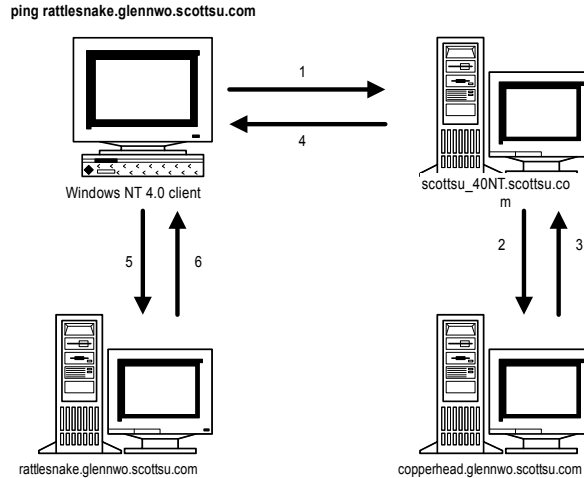 ping rattlesnake.glennwo.scottsu.com
1
4
Windows NT 4.0 client
scottsu_40NT.scottsu.co
m
5
6
2
3
rattlesnake.glennwo.scottsu.com
copperhead.glennwo.scottsu.com